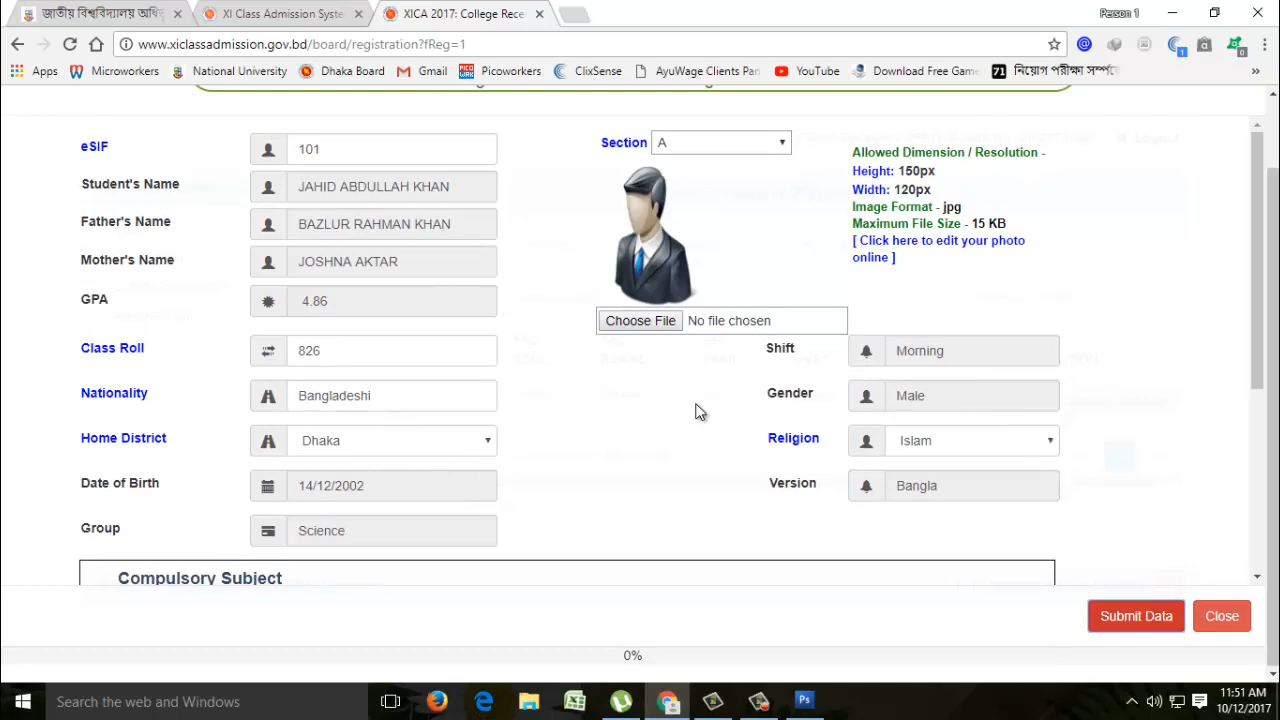 জাতীয় বিশ্ববিদ্যালয় অধি
XI Class Admission Syste
XICA 2017: College Rece
Person 1
www.xiclassadmission.gov.bd/board/registration?fReg=1
Apps
Microworkers
National University
Dhaka Board
Gmail
PICO WORK
Picoworkers
ClixSense
AyuWage Clients Pan
YouTube
Download Free Game
71
নিয়োগ পরীক্ষা সম্পর্কে
»
eSIF
101
Section
A
Allowed Dimension / Resolution -
Height: 150px
Width: 120px
Image Format - jpg
Maximum File Size - 15 KB
[ Click here to edit your photo
online ]
Student's Name
JAHID ABDULLAH KHAN
Father's Name
BAZLUR RAHMAN KHAN
Mother's Name
JOSHNA AKTAR
GPA
4.86
Choose File
No file chosen
Class Roll
826
Shift
Morning
Nationality
Bangladeshi
Gender
Male
Home District
Dhaka
Religion
Islam
Date of Birth
14/12/2002
Version
Bangla
Group
Science
Compulsory Subject
Submit Data
Close
0%
Search the web and Windows
Ps
11:51 AM
10/12/2017